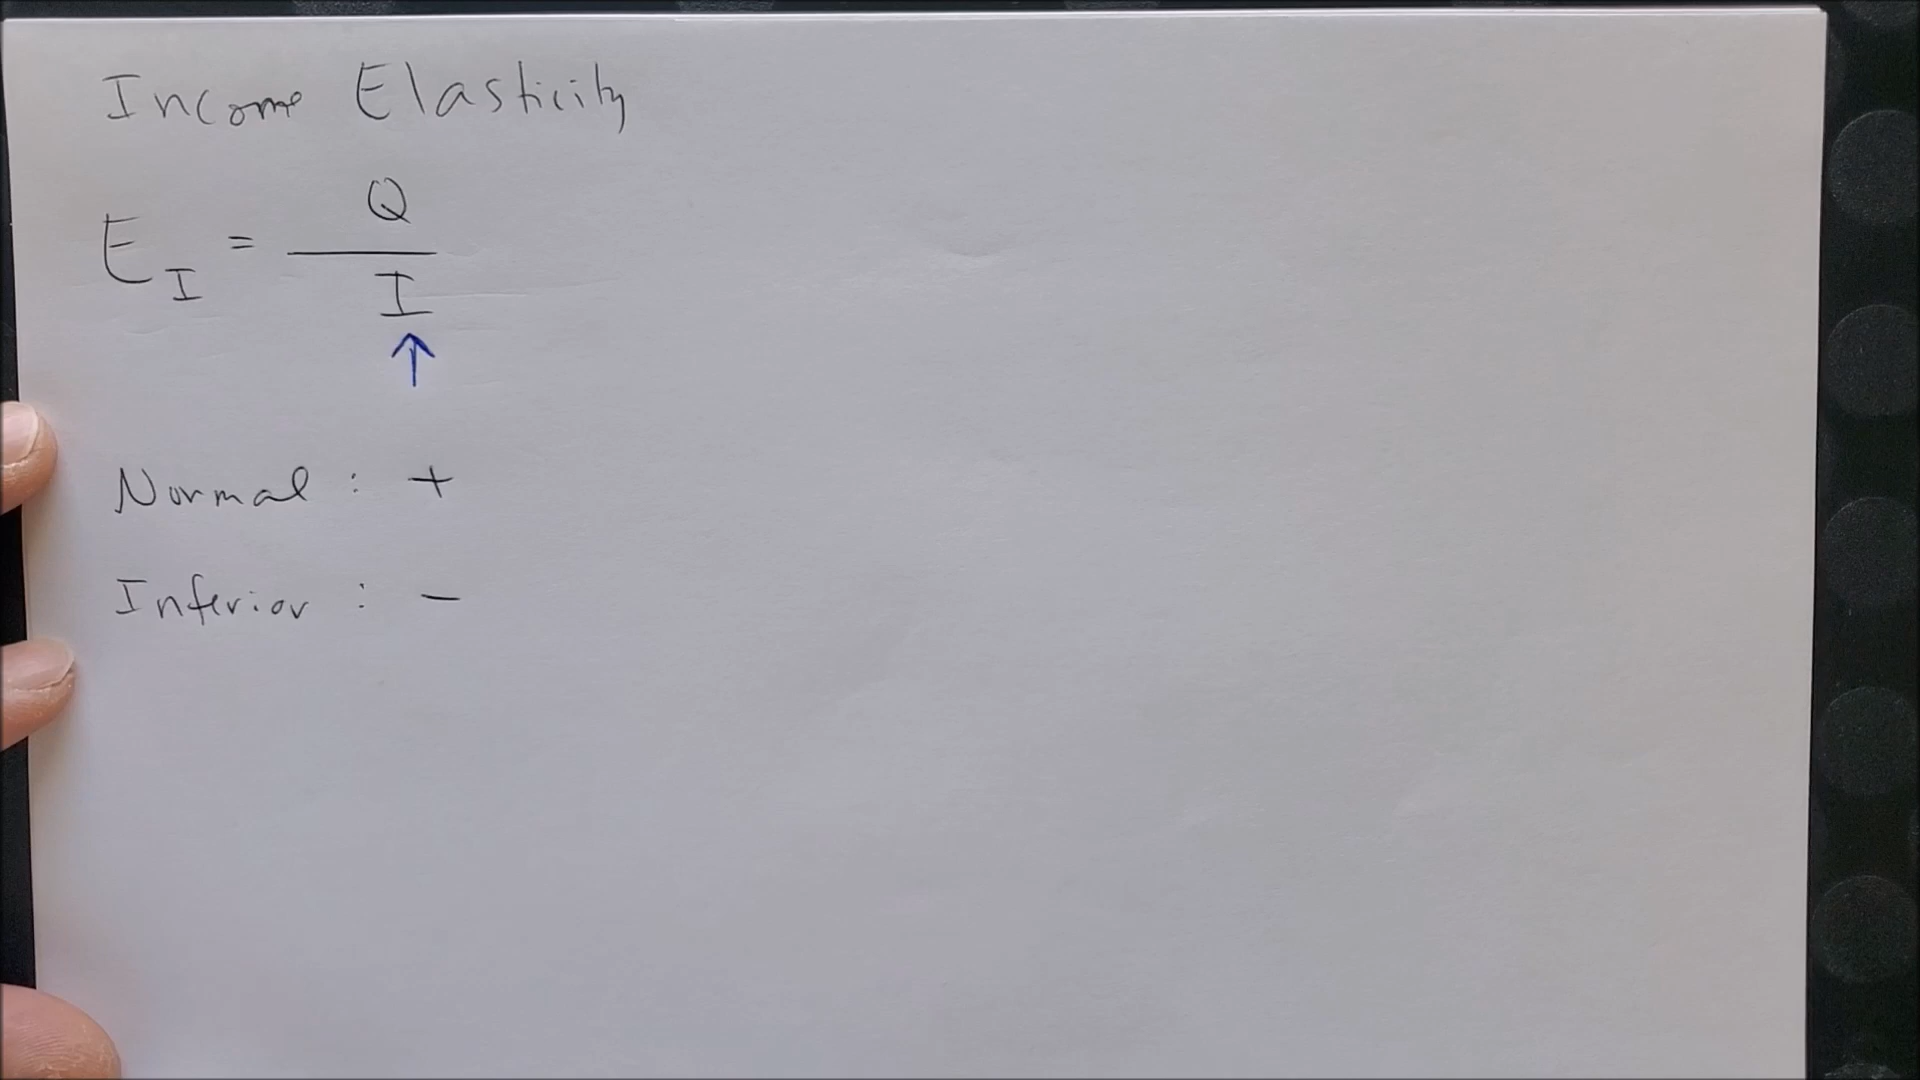 Income Elasticity
E_I = Q / I
↑
Normal : +
Inferior : -